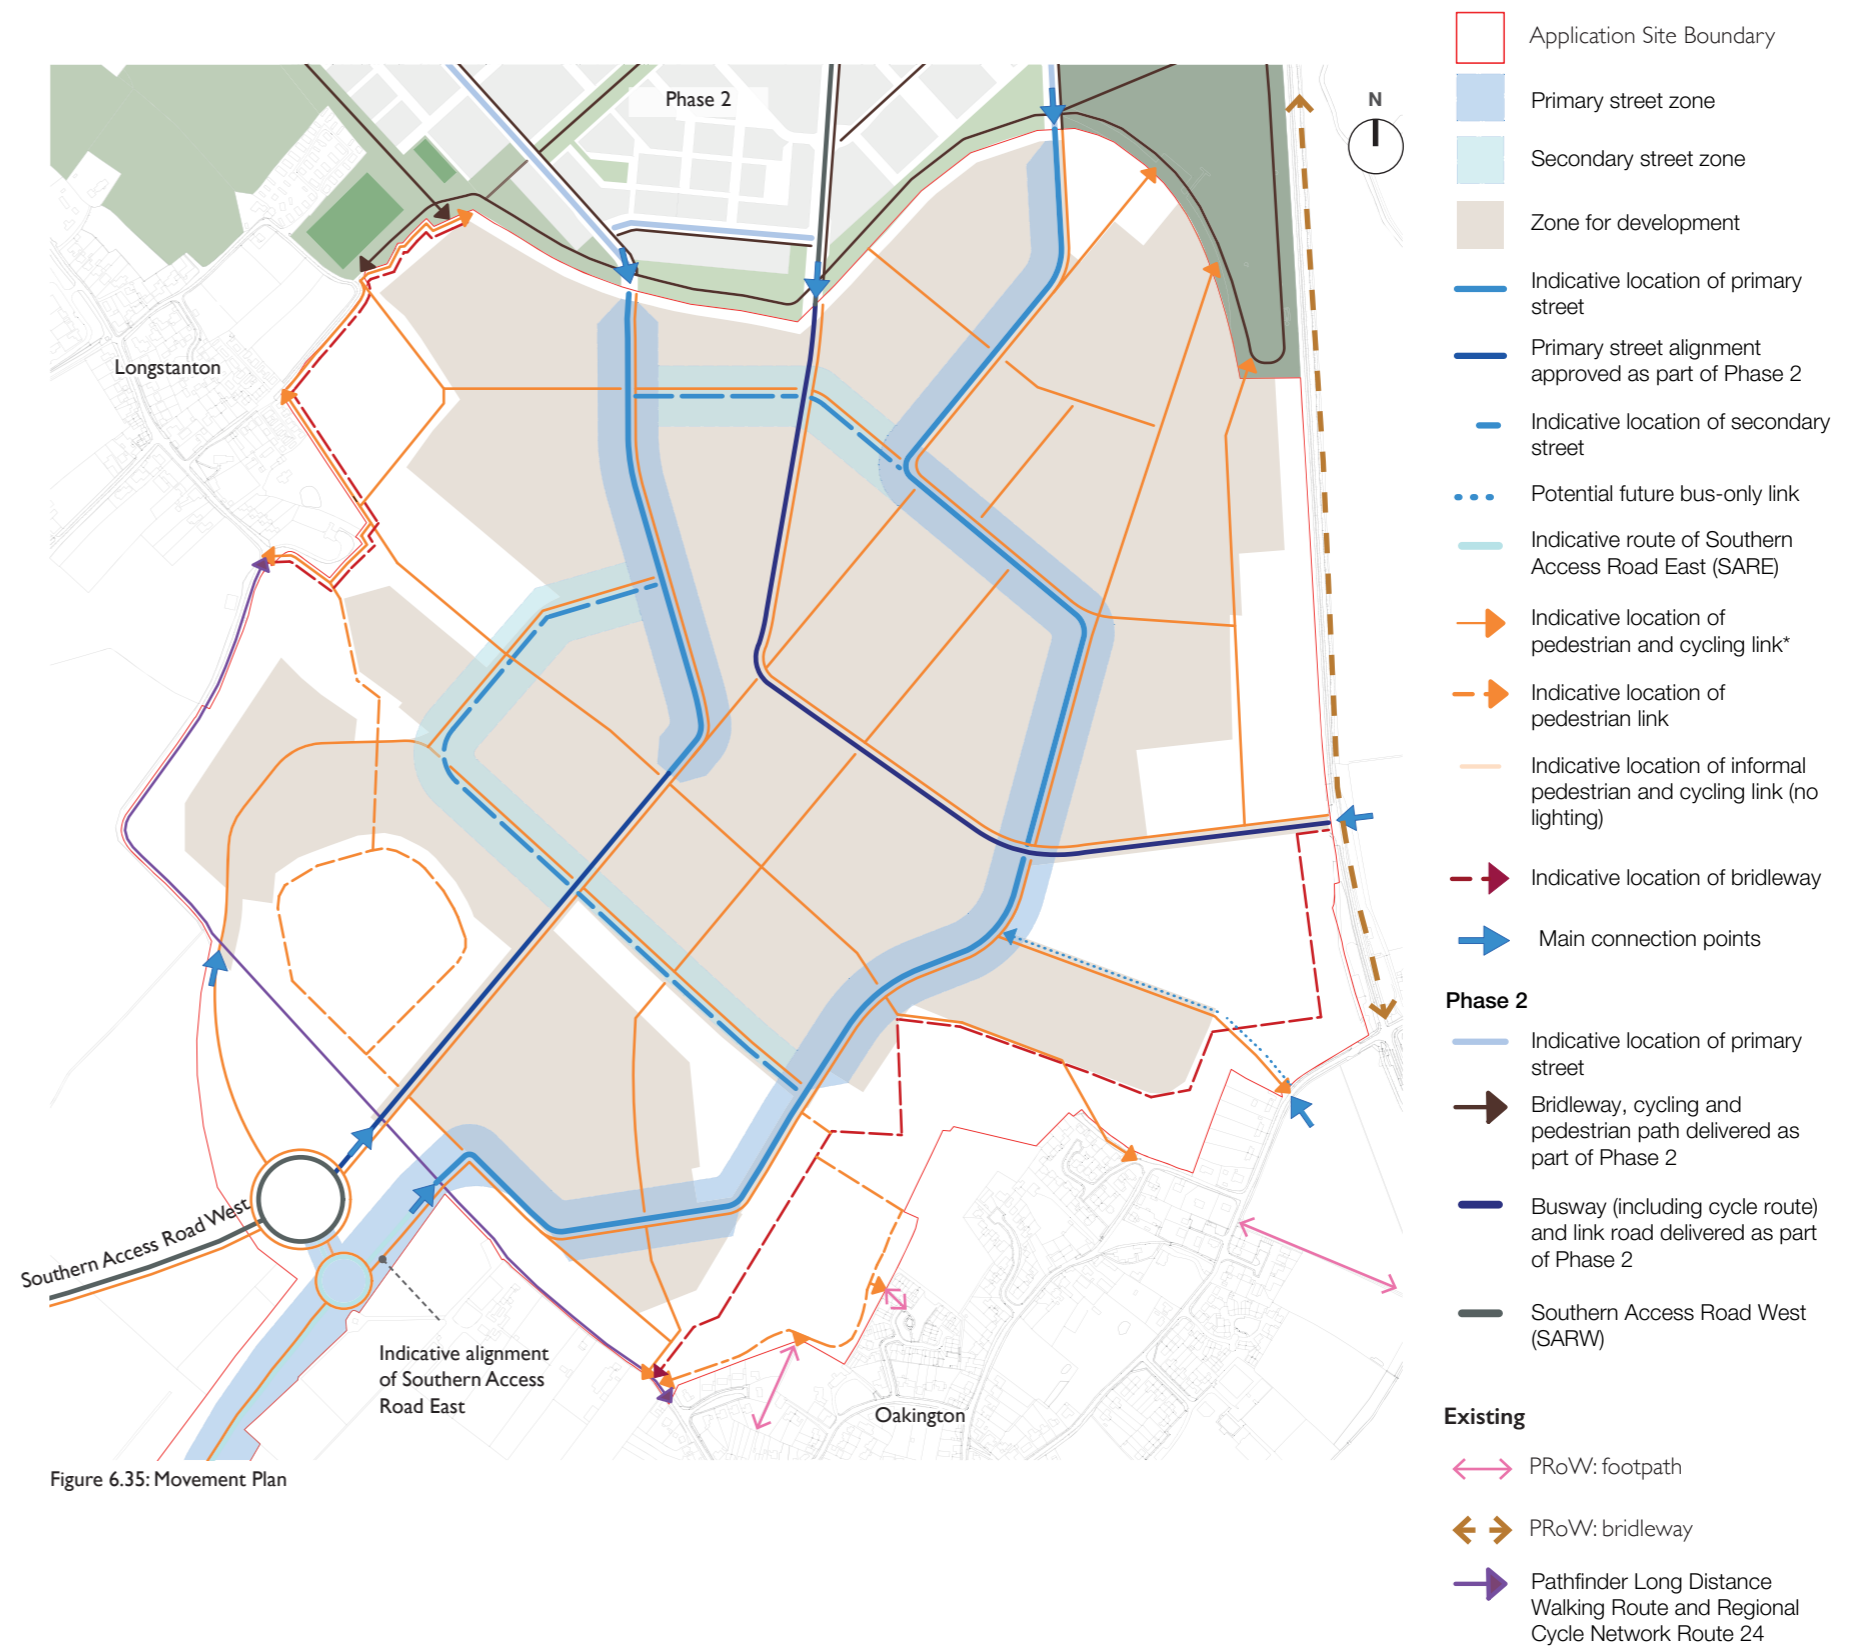 Phase 2
N
Longstanton
Southern Access Road West
Indicative alignment
of Southern Access
Road East
Oakington
Figure 6.35: Movement Plan
Application Site Boundary
Primary street zone
Secondary street zone
Zone for development
Indicative location of primary
street
Primary street alignment
approved as part of Phase 2
Indicative location of secondary
street
Potential future bus-only link
Indicative route of Southern
Access Road East (SARE)
Indicative location of
pedestrian and cycling link*
Indicative location of
pedestrian link
Indicative location of informal
pedestrian and cycling link (no
lighting)
Indicative location of bridleway
Main connection points
Phase 2
Indicative location of primary
street
Bridleway, cycling and
pedestrian path delivered as
part of Phase 2
Busway (including cycle route)
and link road delivered as part
of Phase 2
Southern Access Road West
(SARW)
Existing
PRoW: footpath
PRoW: bridleway
Pathfinder Long Distance
Walking Route and Regional
Cycle Network Route 24